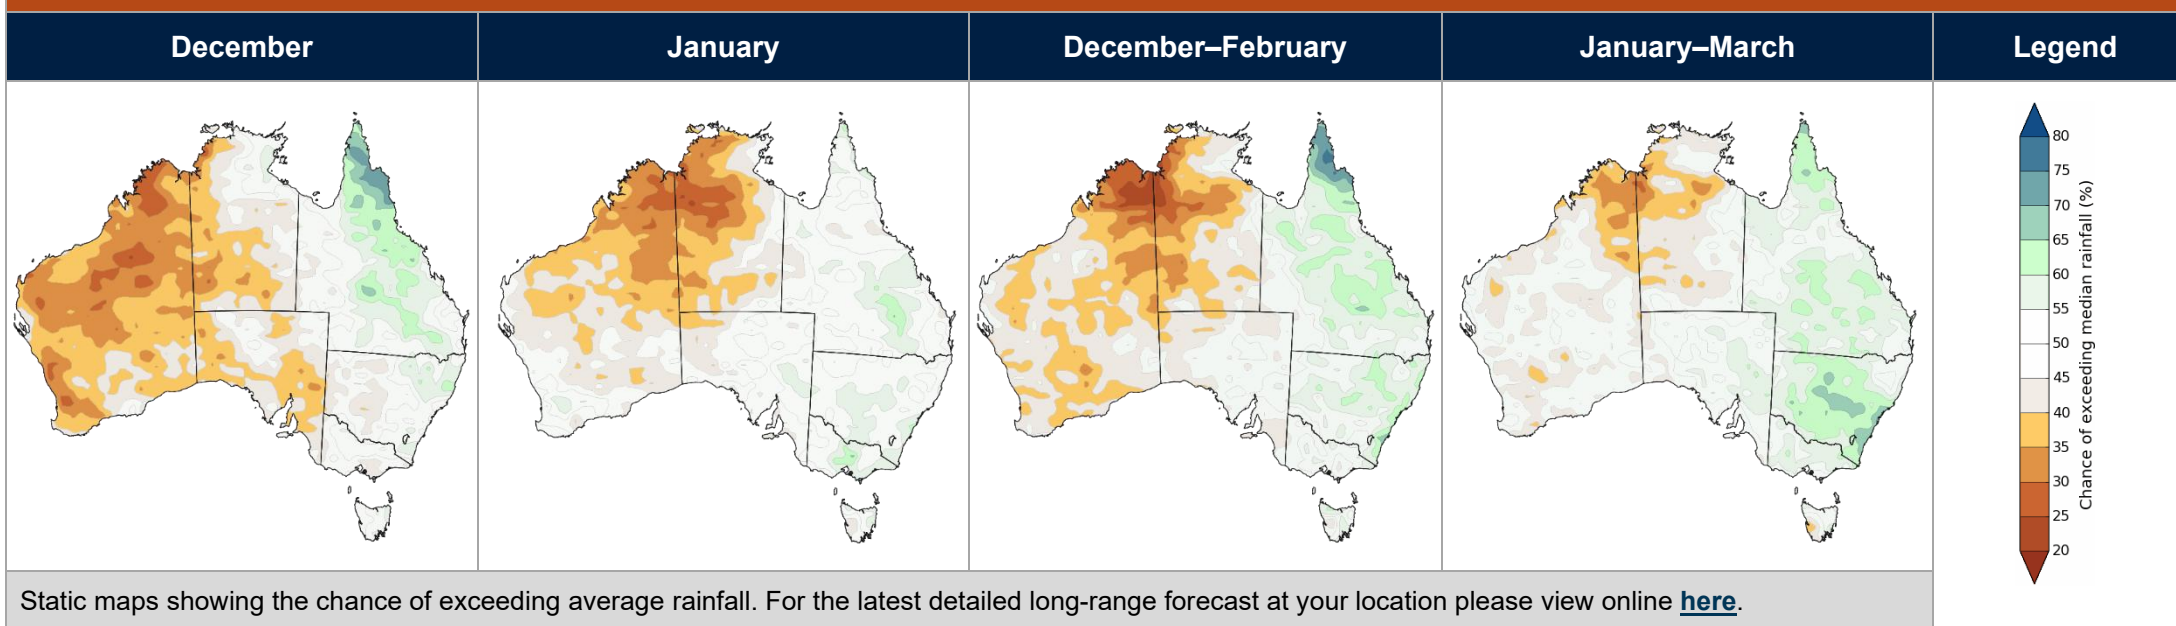 December
January
December–February
January–March
Legend
80
75
70
65
60
55
50
45
40
35
30
25
20
Chance of exceeding median rainfall (%)
Static maps showing the chance of exceeding average rainfall. For the latest detailed long-range forecast at your location please view online here.